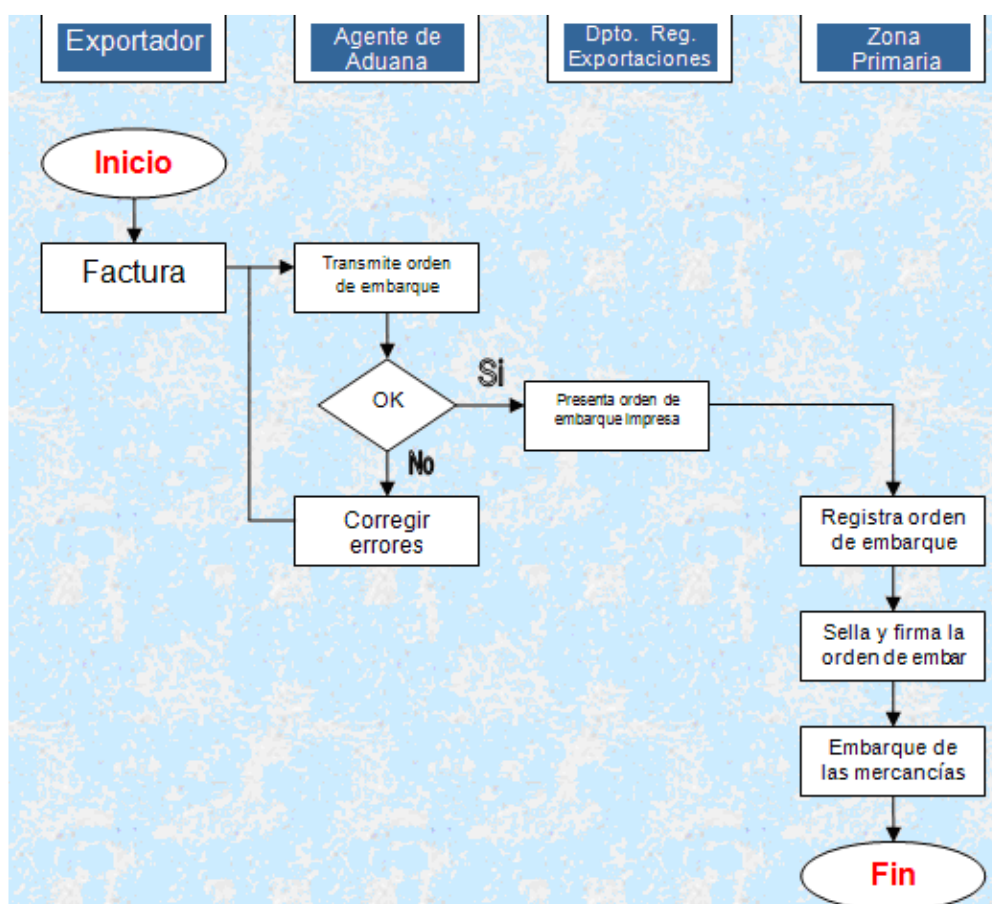 Exportador
Agente de
Aduana
Dpto. Reg.
Exportaciones
Zona
Primaria
Inicio
Factura
Transmite orden
de embarque
OK
Si
Presenta orden de
embarque Impresa
No
Corregir
errores
Registra orden
de embarque
Sella y firma la
orden de embar
Embarque de
las mercancías
Fin